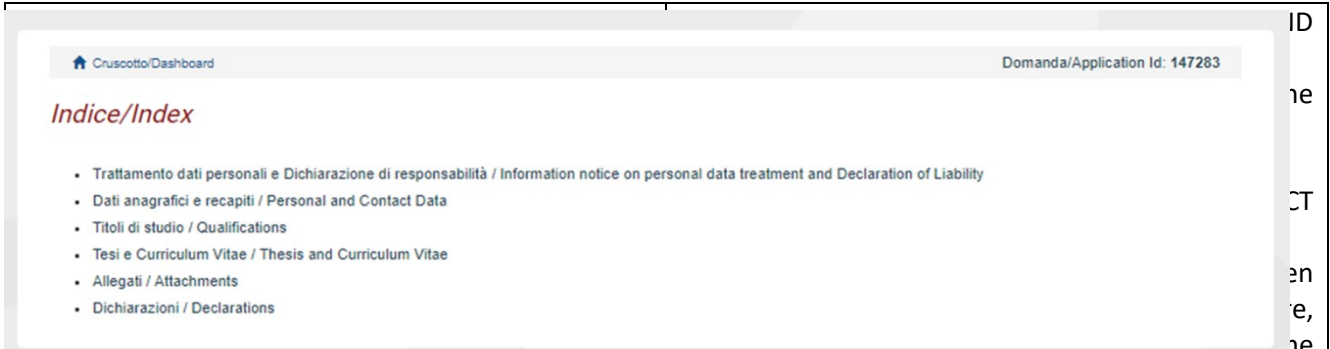 Cruscotto/Dashboard Domanda/Application Id: 147283
Indice/Index
• Trattamento dati personali e Dichiarazione di responsabilità / Information notice on personal data treatment and Declaration of Liability
• Dati anagrafici e recapiti / Personal and Contact Data
• Titoli di studio / Qualifications
• Tesi e Curriculum Vitae / Thesis and Curriculum Vitae
• Allegati / Attachments
• Dichiarazioni / Declarations